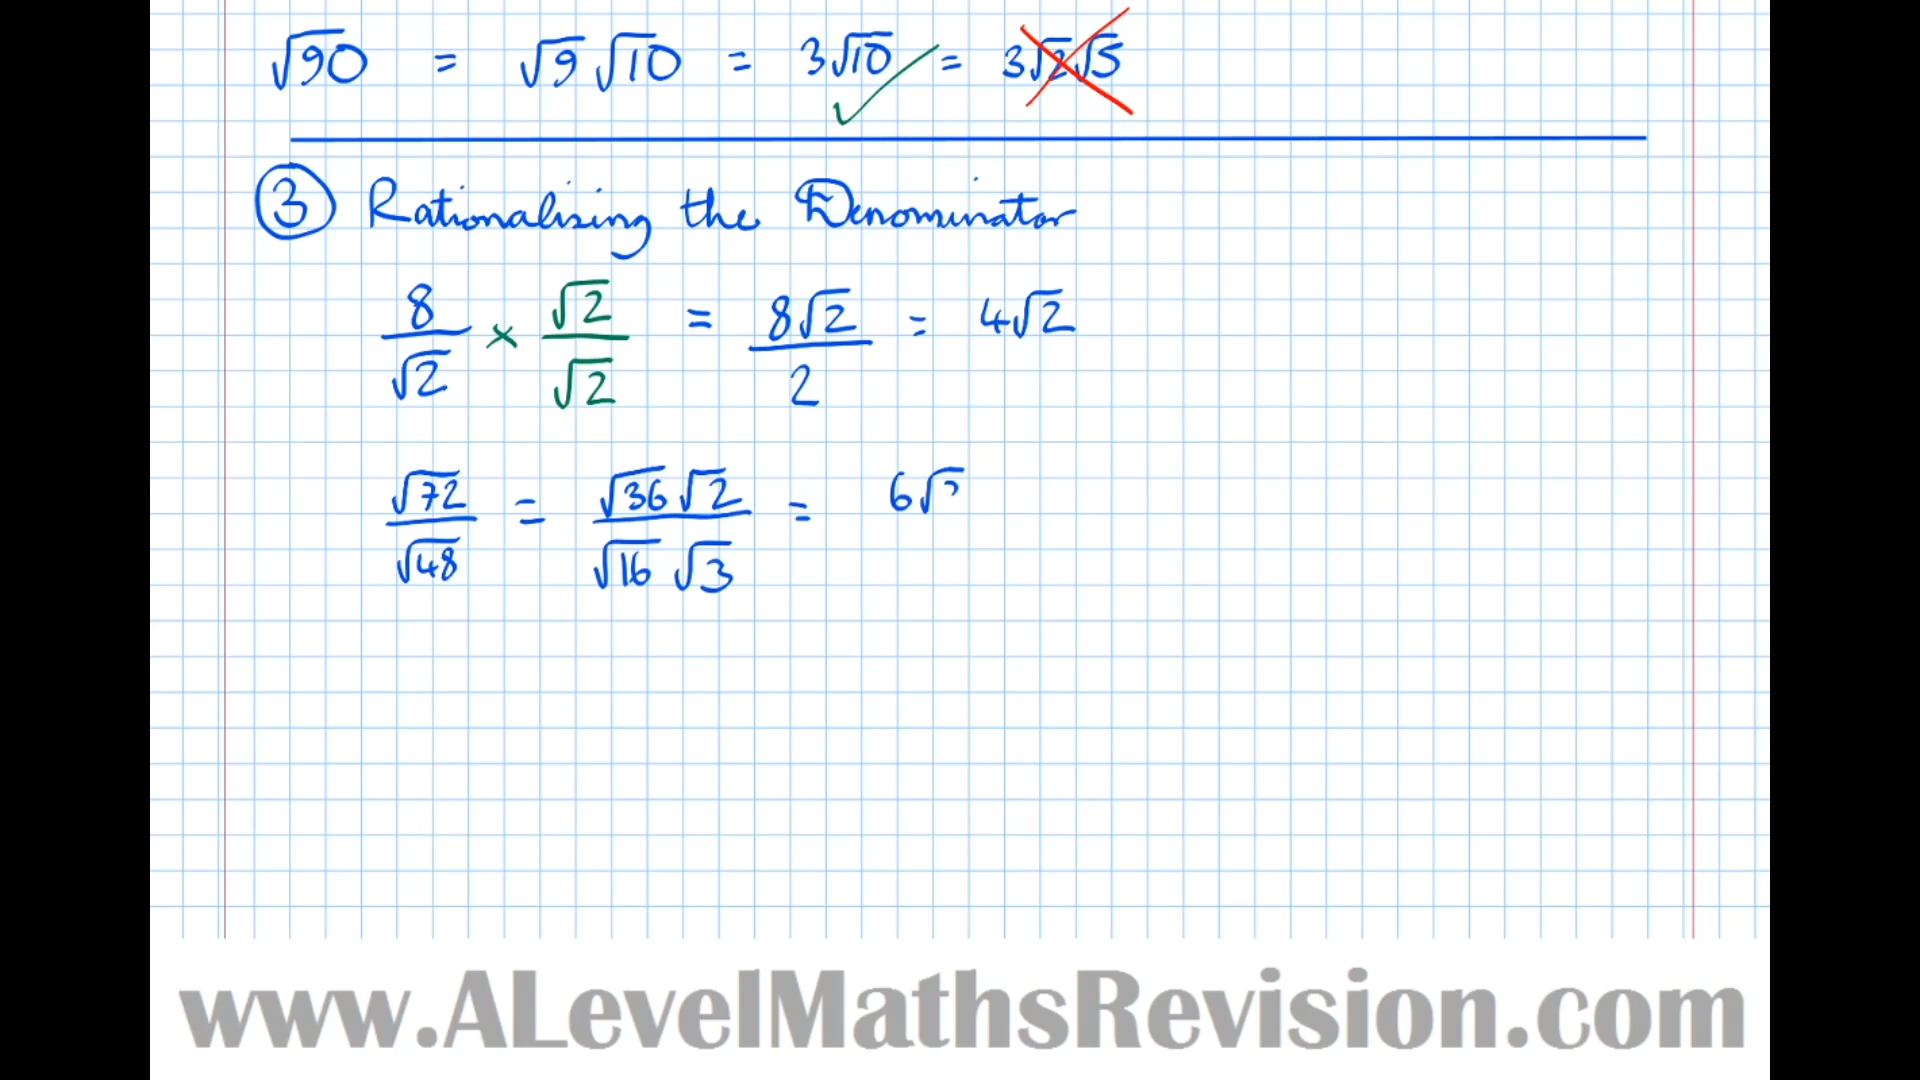 √90 = √9 √10 = 3√10 ✓ = 3√2√5
③ Rationalising the Denominator
8/√2 × √2/√2 = 8√2/2 = 4√2
√72/√48 = √36 √2/√16 √3 = 6√
www.ALevelMathsRevision.com